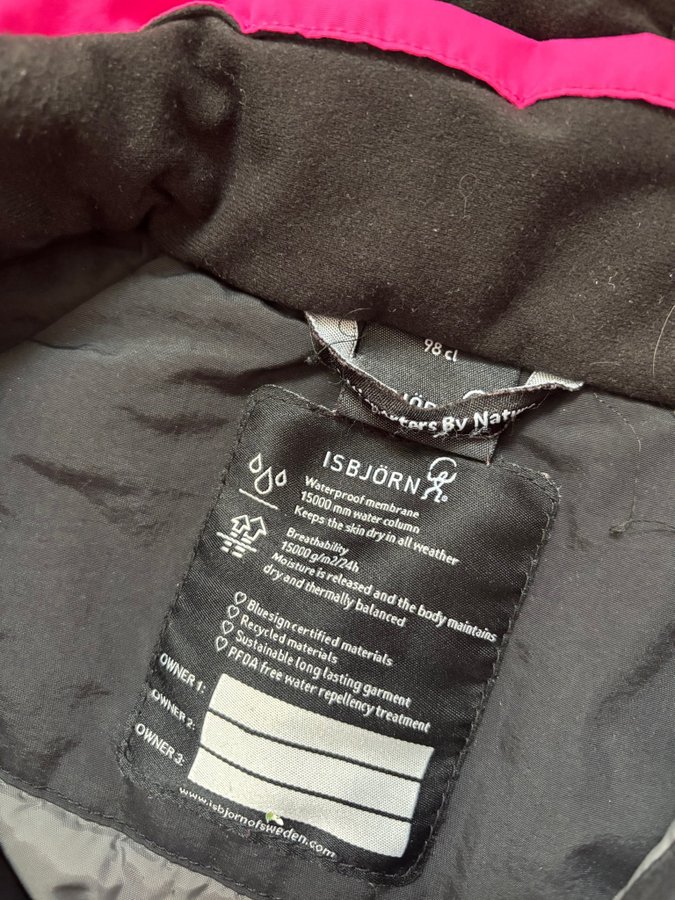 98 cl
By
ISBJÖRN
Waterproof membrane
15000 mm water column
Keeps the skin dry in all weather
Breathability
15000 g/m2/24h
Moisture is released and the body maintains
dry and thermally balanced
Bluesign certified materials
Recycled materials
Sustainable long lasting garment
PFOA free water repellency treatment
OWNER 1:
OWNER 2:
OWNER 3:
www.isbjornofsweden.com